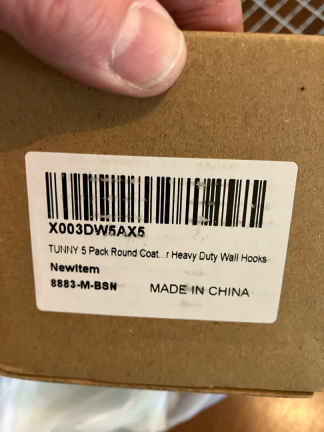 X003DW5AX5
TUNNY 5 Pack Round Coat...r Heavy Duty Wall Hooks
NewItem
8883-M-BSN
MADE IN CHINA